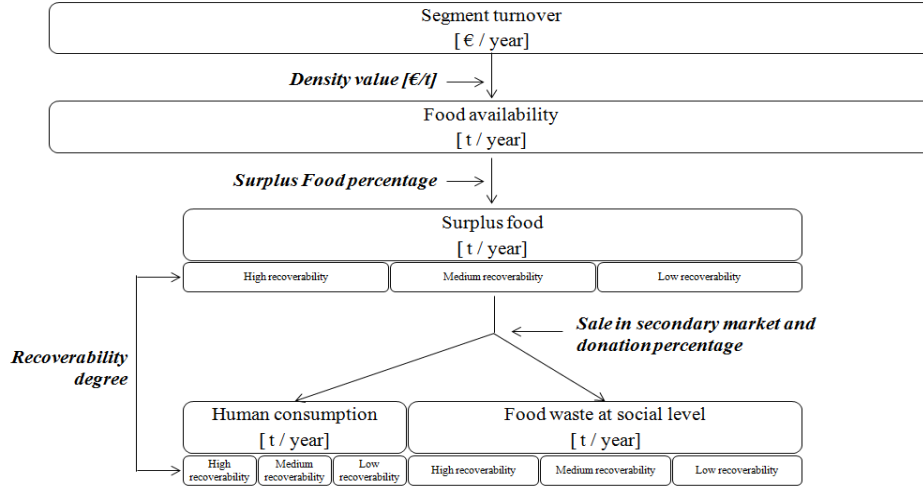 Segment turnover
[ € / year]
Density value [€/t]
Food availability
[ t / year]
Surplus Food percentage
Surplus food
[ t / year]
High recoverability
Medium recoverability
Low recoverability
Sale in secondary market and
donation percentage
Recoverability
degree
Human consumption
[ t / year]
Food waste at social level
[ t / year]
High
recoverability
Medium
recoverability
Low
recoverability
High recoverability
Medium recoverability
Low recoverability